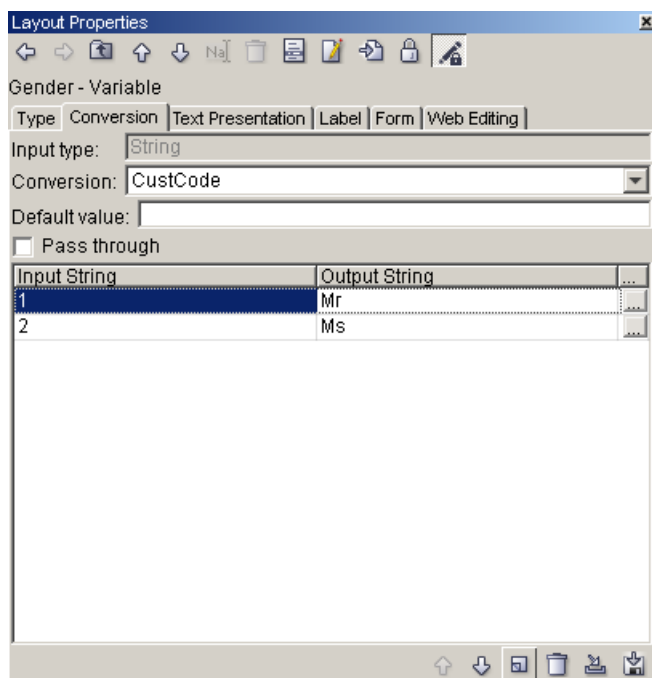 Layout Properties
NaI
Gender - Variable
Type Conversion Text Presentation Label Form Web Editing
Input type: String
Conversion: CustCode
Default value:
Pass through
Input String Output String ...
1 Mr ...
2 Ms ...